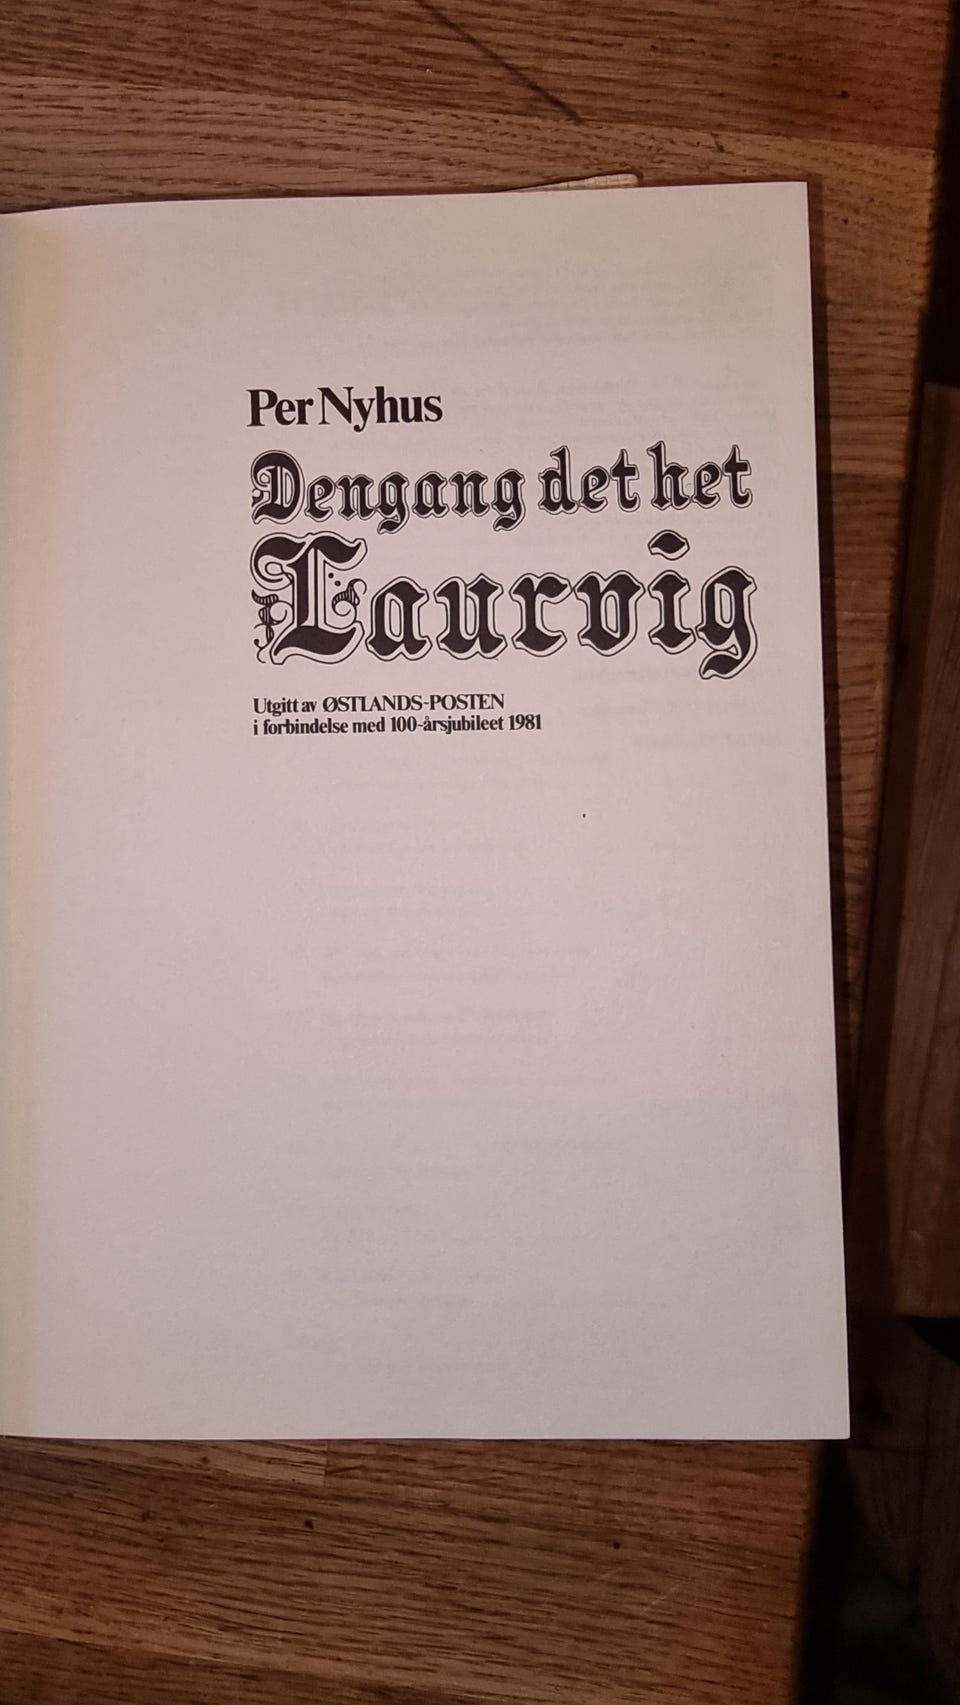 Per Nyhus
Dengang det het
Laurvig
Utgitt av ØSTLANDS-POSTEN
i forbindelse med 100-årsjubileet 1981